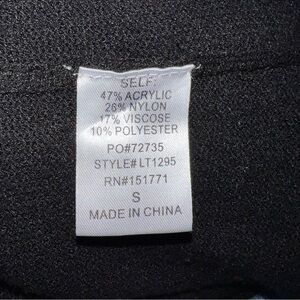 SELF:
47% ACRYLIC
26% NYLON
17% VISCOSE
10% POLYESTER
PO#72735
STYLE# LT1295
RN#151771
S
MADE IN CHINA